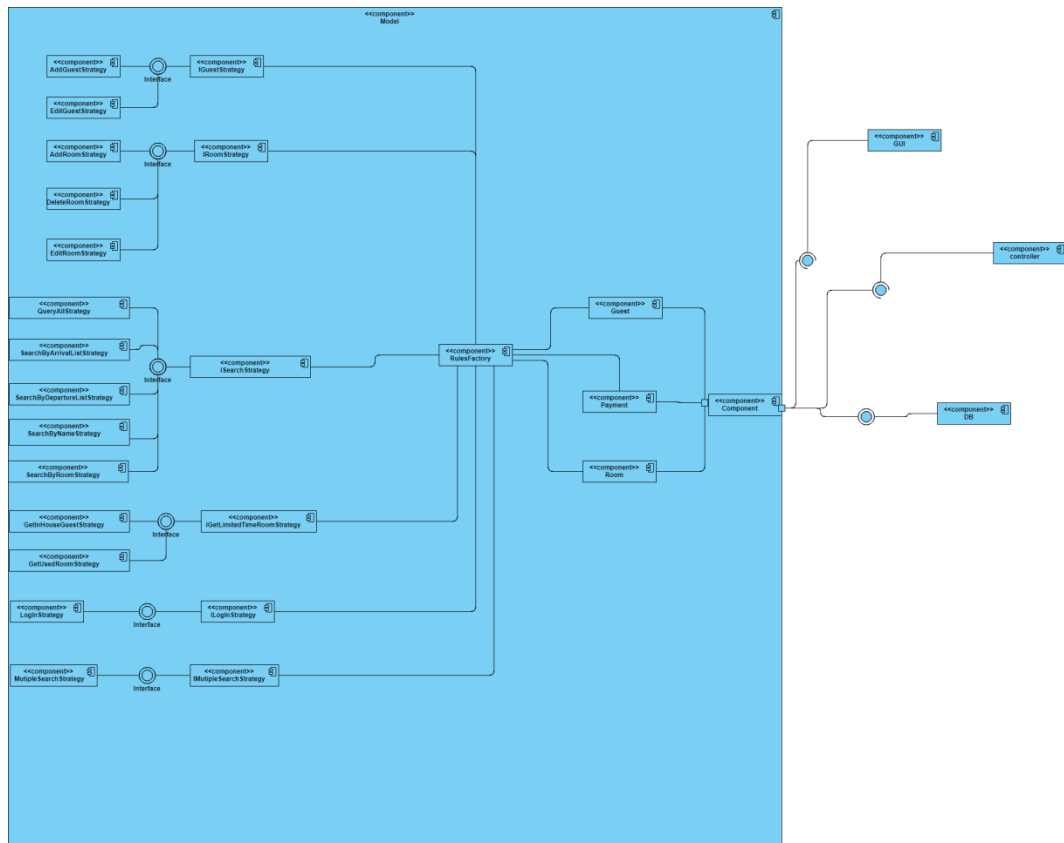 <<component>>
Model
<<component>>
AddGuestStrategy
Interface
<<component>>
IGuestStrategy
<<component>>
EditGuestStrategy
<<component>>
AddRoomStrategy
Interface
<<component>>
IRoomStrategy
<<component>>
DeleteRoomStrategy
<<component>>
EditRoomStrategy
<<component>>
QueryAllStrategy
<<component>>
SearchByArrivalListStrategy
Interface
<<component>>
ISearchStrategy
<<component>>
SearchByDepartureListStrategy
<<component>>
SearchByNameStrategy
<<component>>
SearchByRoomStrategy
<<component>>
GetInHouseGuestStrategy
Interface
<<component>>
IGetLimitedTimeRoomStrategy
<<component>>
GetUsedRoomStrategy
<<component>>
LoginStrategy
Interface
<<component>>
ILoginStrategy
<<component>>
MutipleSearchStrategy
Interface
<<component>>
IMutipleSearchStrategy
<<component>>
RulesFactory
<<component>>
Guest
<<component>>
Payment
<<component>>
Room
<<component>>
Component
<<component>>
GUI
<<component>>
controller
<<component>>
DB